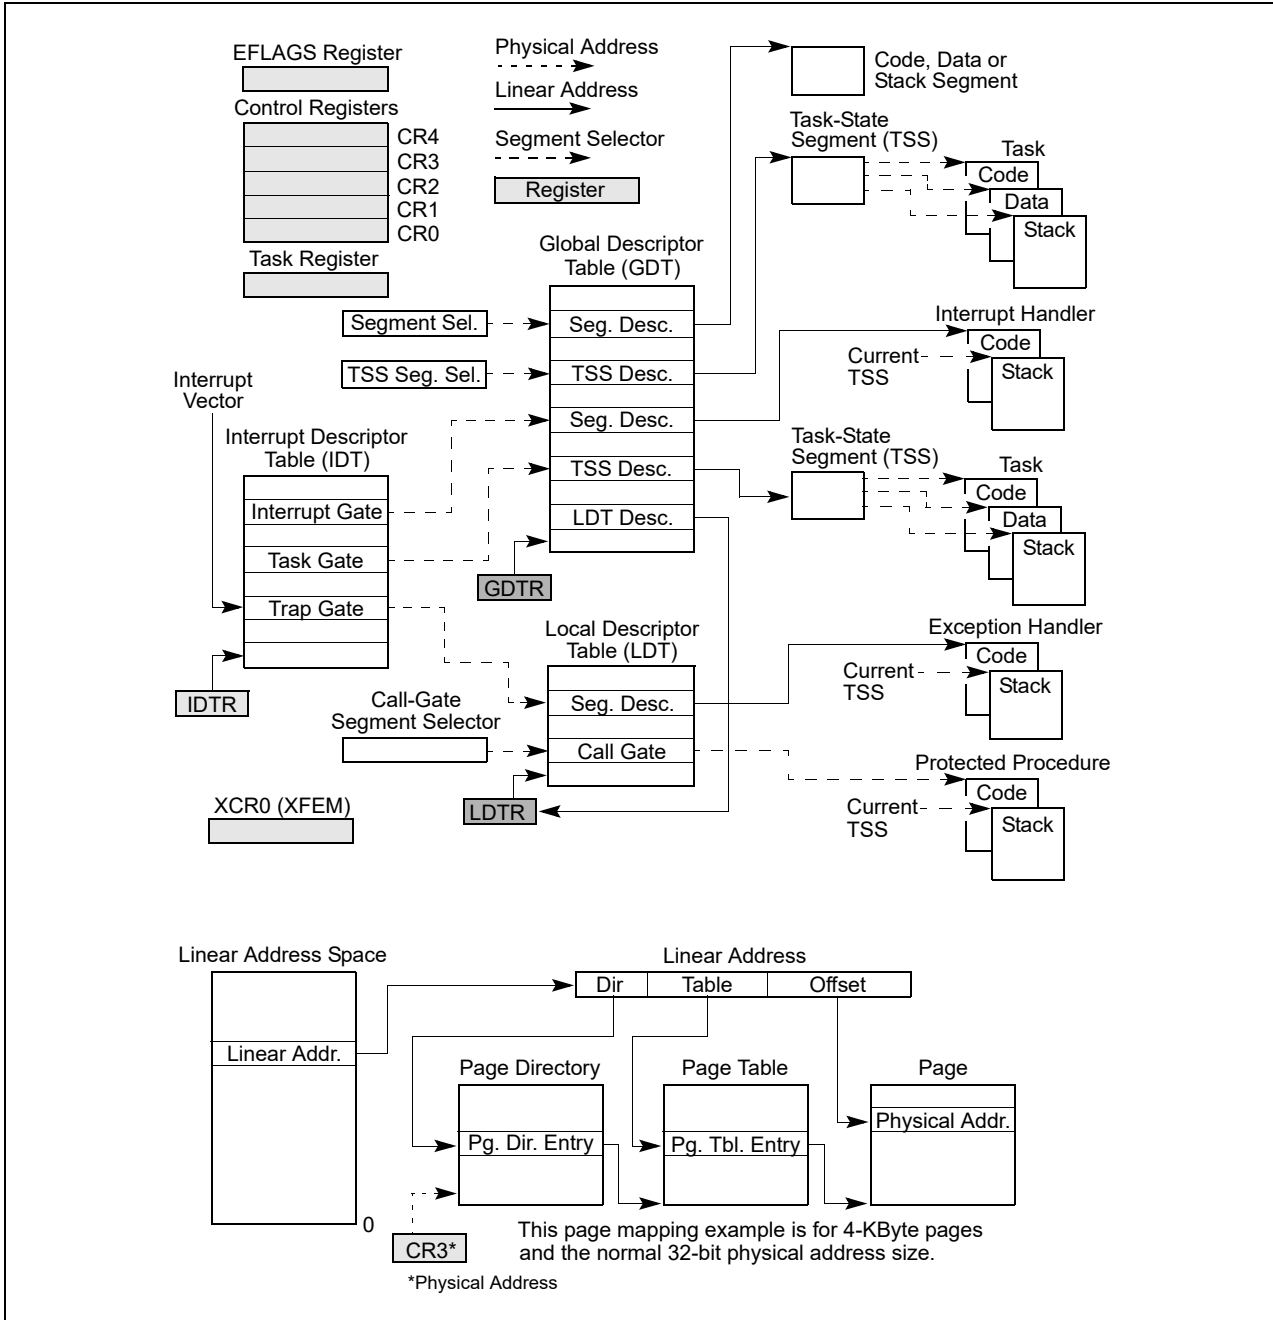 EFLAGS Register
Control Registers
CR4
CR3
CR2
CR1
CR0
Task Register
Physical Address
Linear Address
Segment Selector
Register
Code, Data or
Stack Segment
Task-State
Segment (TSS)
Task
Code
Data
Stack
Global Descriptor
Table (GDT)
Segment Sel.
Seg. Desc.
TSS Seg. Sel.
TSS Desc.
Seg. Desc.
TSS Desc.
LDT Desc.
GDTR
Interrupt Handler
Code
Current
TSS
Stack
Interrupt
Vector
Interrupt Descriptor
Table (IDT)
Interrupt Gate
Task Gate
Trap Gate
IDTR
Task-State
Segment (TSS)
Task
Code
Data
Stack
Local Descriptor
Table (LDT)
Seg. Desc.
Call Gate
Call-Gate
Segment Selector
LDTR
XCR0 (XFEM)
Exception Handler
Code
Current
TSS
Stack
Protected Procedure
Code
Current
TSS
Stack
Linear Address Space
Linear Addr.
0
Linear Address
Dir
Table
Offset
Page Directory
Pg. Dir. Entry
Page Table
Pg. Tbl. Entry
Page
Physical Addr.
CR3*
*Physical Address
This page mapping example is for 4-KByte pages
and the normal 32-bit physical address size.